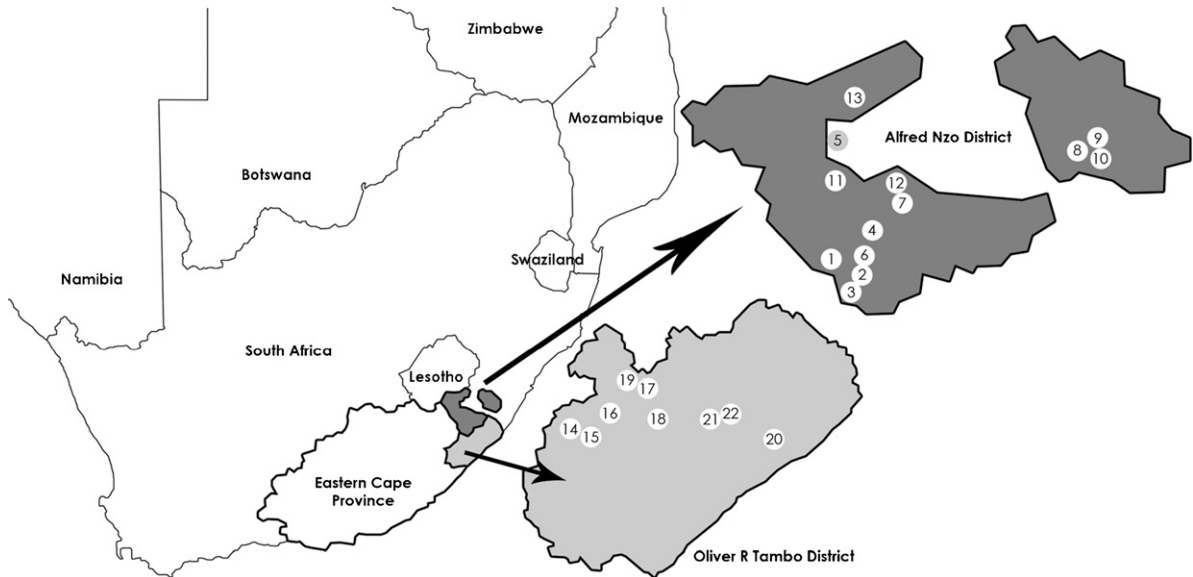 Zimbabwe
Mozambique
Botswana
Swaziland
Namibia
South Africa
Lesotho
Eastern Cape
Province
13
5
Alfred Nzo District
9
8
10
11
12
7
4
1
6
2
3
19
17
16
18
21
22
14
15
20
Oliver R Tambo District